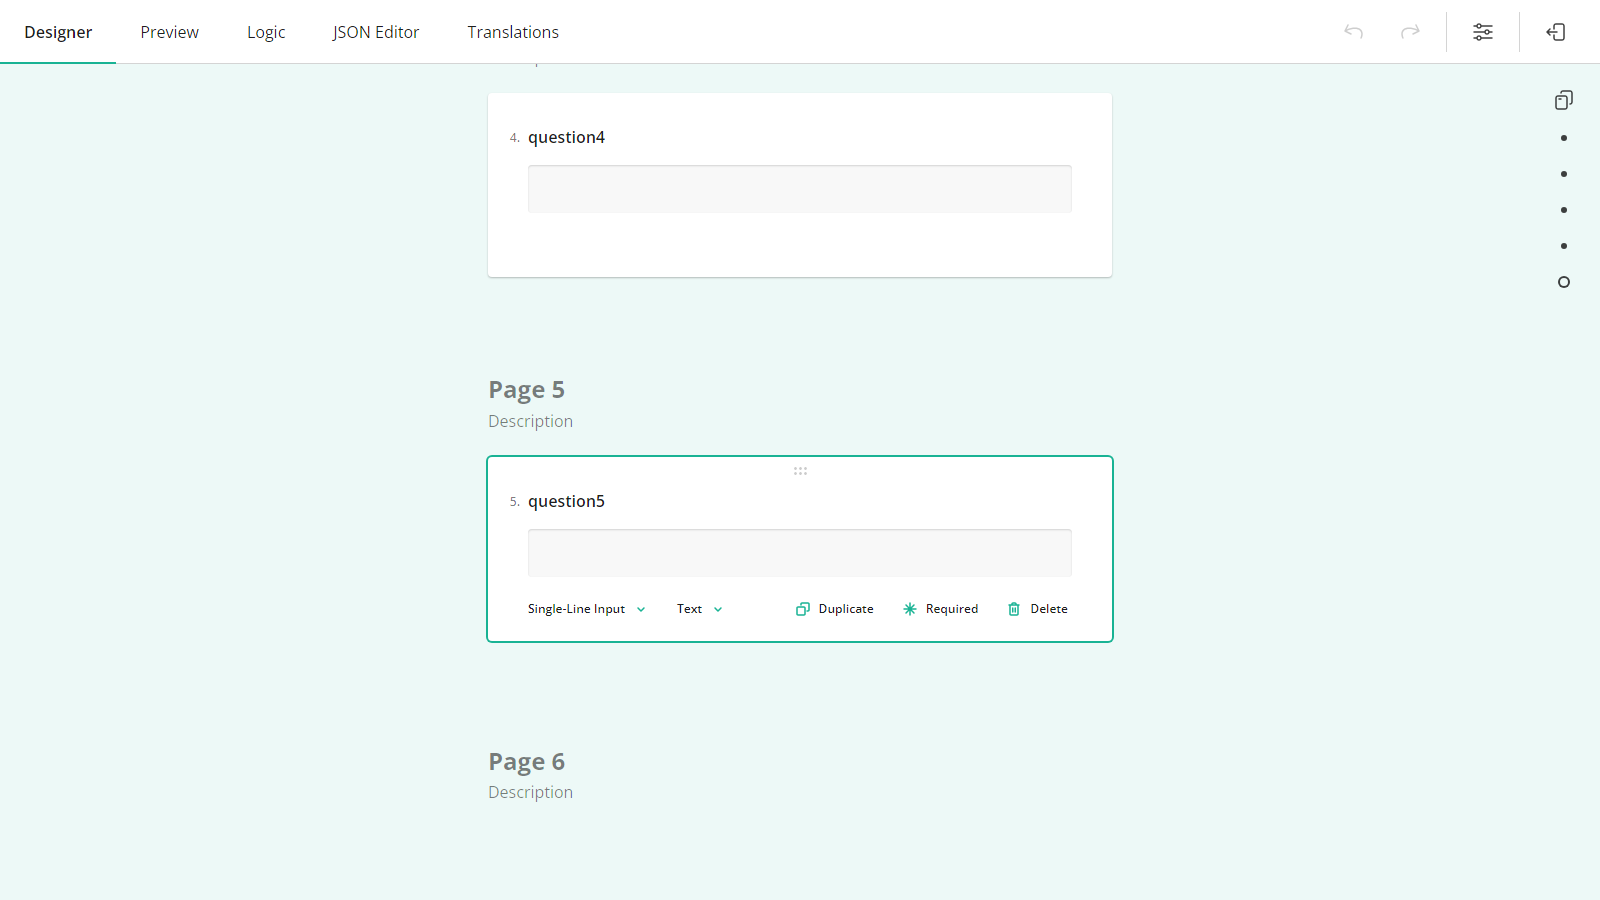 Designer Preview Logic JSON Editor Translations
4. question4
Page 5
Description
5. question5
Single-Line Input Text Duplicate Required Delete
Page 6
Description